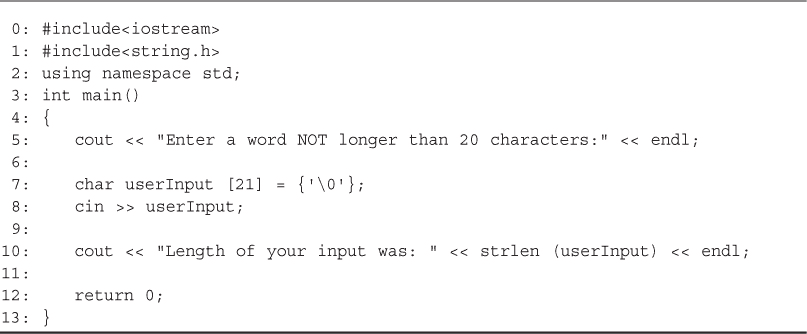 0: #include<iostream>
1: #include<string.h>
2: using namespace std;
3: int main()
4: {
5:    cout << "Enter a word NOT longer than 20 characters:" << endl;
6:
7:    char userInput [21] = {'\0'};
8:    cin >> userInput;
9:
10:    cout << "Length of your input was: " << strlen (userInput) << endl;
11:
12:    return 0;
13: }